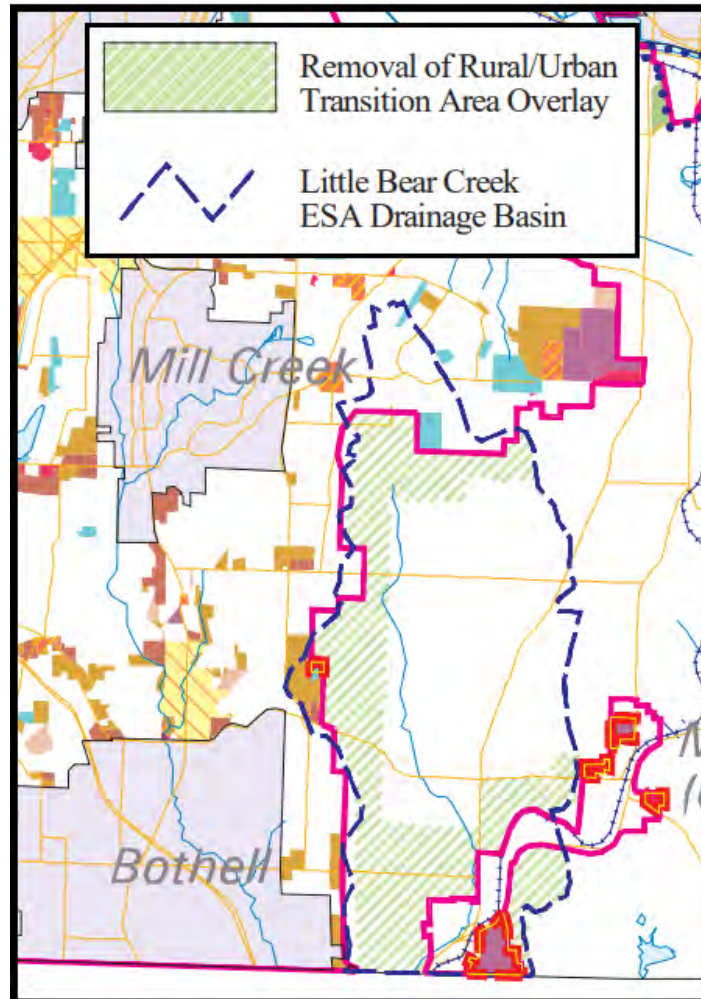 Removal of Rural/Urban
Transition Area Overlay
Little Bear Creek
ESA Drainage Basin
Mill Creek
Bothell